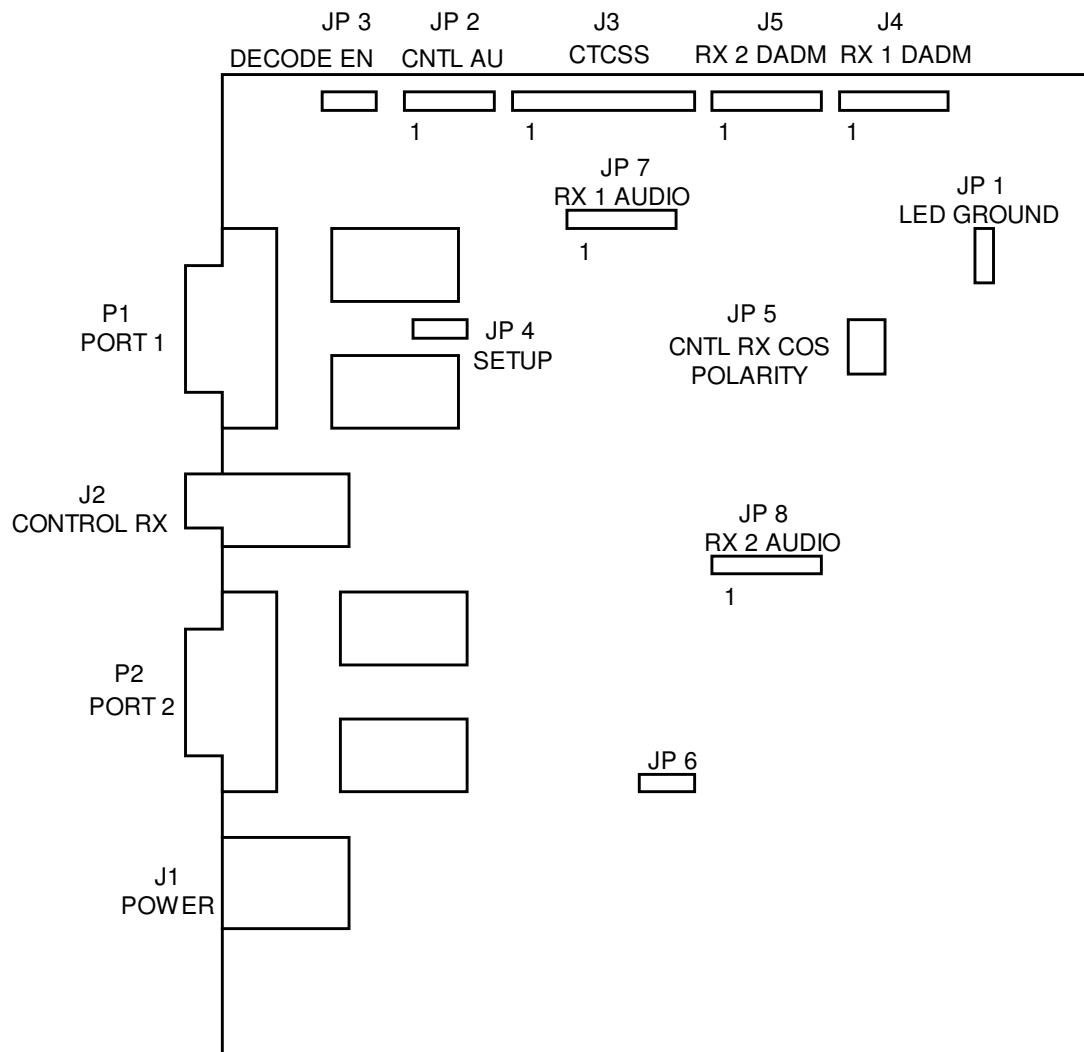 JP 3
DECODE EN
JP 2
CNTL AU
J3
CTCSS
J5
RX 2 DADM
J4
RX 1 DADM
1
1
1
1
JP 7
RX 1 AUDIO
1
JP 1
LED GROUND
P1
PORT 1
JP 4
SETUP
JP 5
CNTL RX COS
POLARITY
J2
CONTROL RX
JP 8
RX 2 AUDIO
1
P2
PORT 2
JP 6
J1
POWER